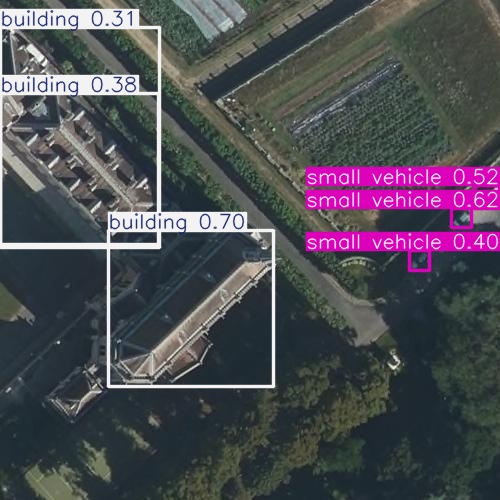 building 0.31
building 0.38
small vehicle 0.52
small vehicle 0.62
building 0.70
small vehicle 0.40